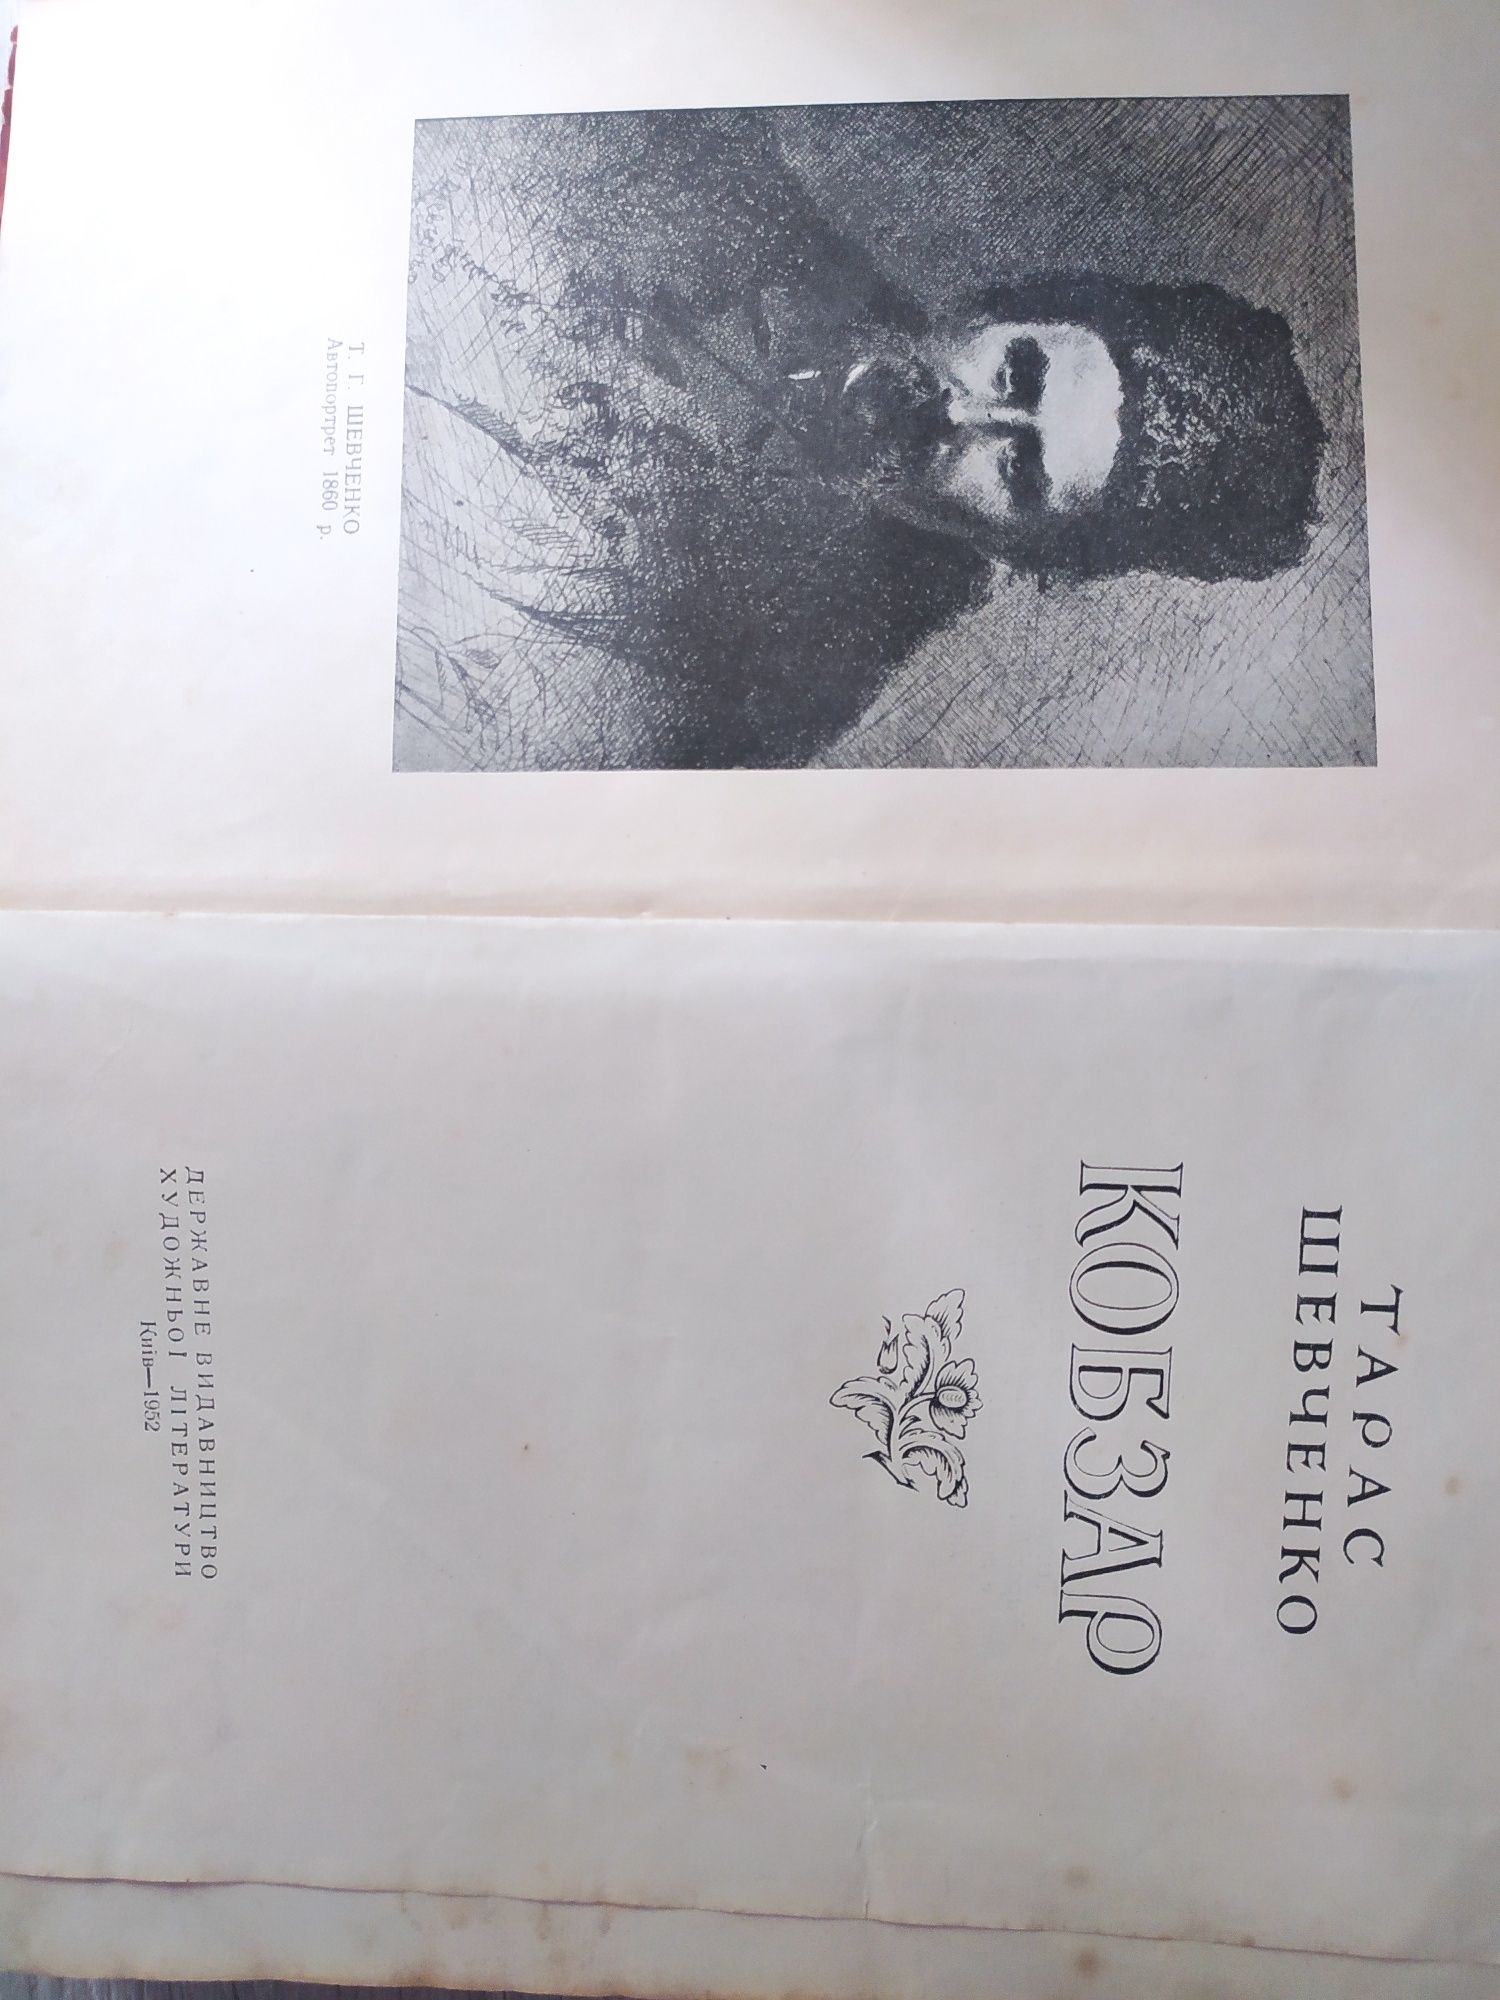 Т. Г. ШЕВЧЕНКО
Автопортрет 1860 р.
ТАРАС
ШЕВЧЕНКО
КОБЗАР
ДЕРЖАВНЕ ВИДАВНИЦТВО
ХУДОЖНЬОЇ ЛІТЕРАТУРИ
Київ—1952